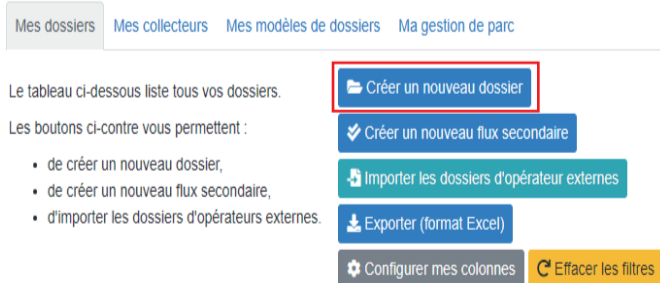 Mes dossiers Mes collecteurs Mes modèles de dossiers Ma gestion de parc
Le tableau ci-dessous liste tous vos dossiers.
Les boutons ci-contre vous permettent :
• de créer un nouveau dossier,
• de créer un nouveau flux secondaire,
• d'importer les dossiers d'opérateurs externes.
Créer un nouveau dossier
Créer un nouveau flux secondaire
Importer les dossiers d'opérateur externes
Exporter (format Excel)
Configurer mes colonnes Effacer les filtres